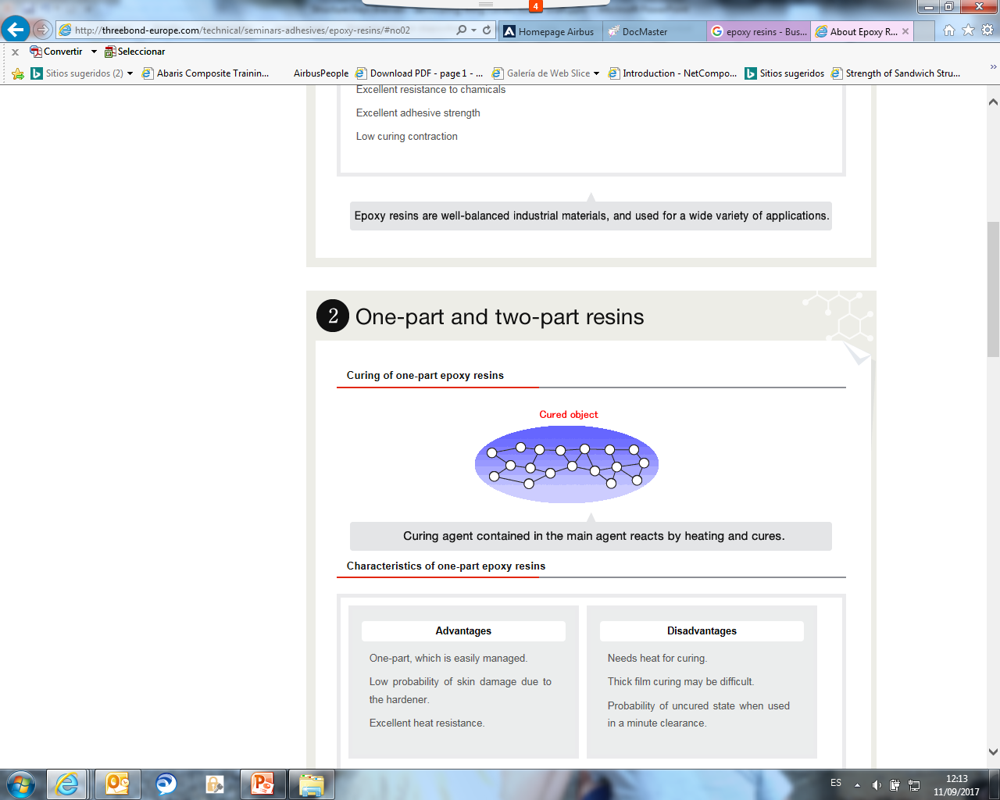 4
http://threebond-europe.com/technical/seminars-adhesives/epoxy-resins/#no02
Homepage Airbus
DocMaster
epoxy resins - Bus...
About Epoxy R...
Convertir
Seleccionar
Sitios sugeridos (2)
Abaris Composite Trainin...
AirbusPeople
Download PDF - page 1 - ...
Galería de Web Slice
Introduction - NetCompo...
Sitios sugeridos
Strength of Sandwich Stru...
Excellent resistance to chamicals
Excellent adhesive strength
Low curing contraction
Epoxy resins are well-balanced industrial materials, and used for a wide variety of applications.
2 One-part and two-part resins
Curing of one-part epoxy resins
Cured object
Curing agent contained in the main agent reacts by heating and cures.
Characteristics of one-part epoxy resins
Advantages
One-part, which is easily managed.
Low probability of skin damage due to
the hardener.
Excellent heat resistance.
Disadvantages
Needs heat for curing.
Thick film curing may be difficult.
Probability of uncured state when used
in a minute clearance.
ES
12:13
11/09/2017